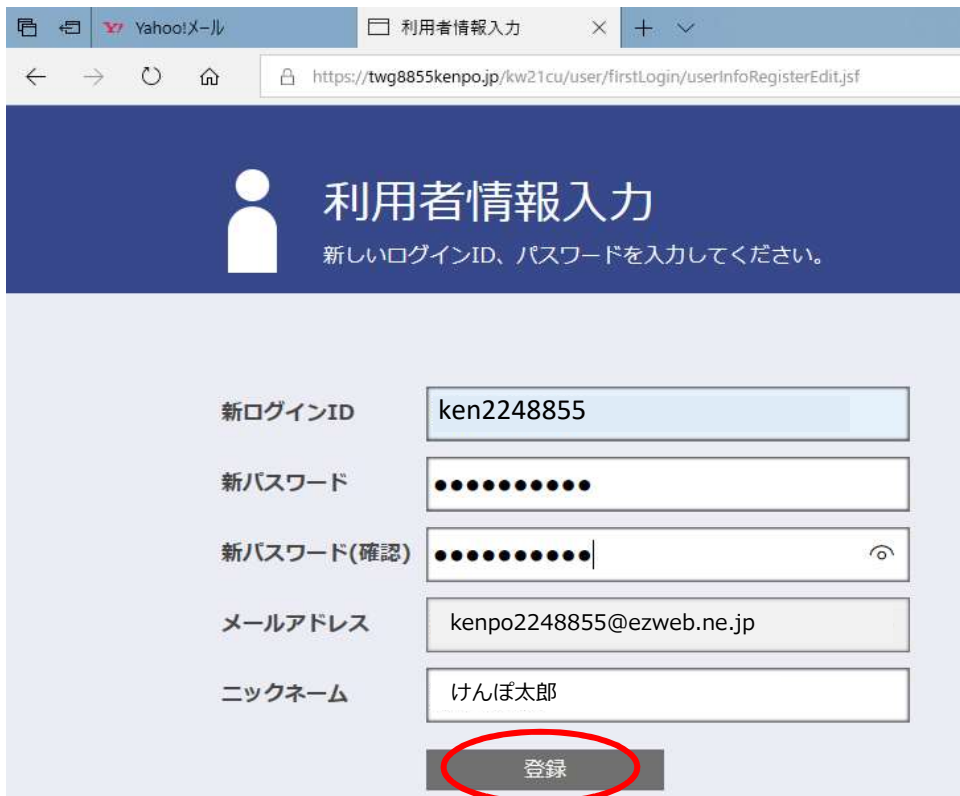 Yahoo!メール
利用者情報入力
https://twg8855kenpo.jp/kw21cu/user/firstLogin/userInfoRegisterEdit.jsf
利用者情報入力
新しいログインID、パスワードを入力してください。
新ログインID ken2248855
新パスワード ●●●●●●●●●●
新パスワード(確認) ●●●●●●●●●●
メールアドレス kenpo2248855@ezweb.ne.jp
ニックネーム けんぽ太郎
登録